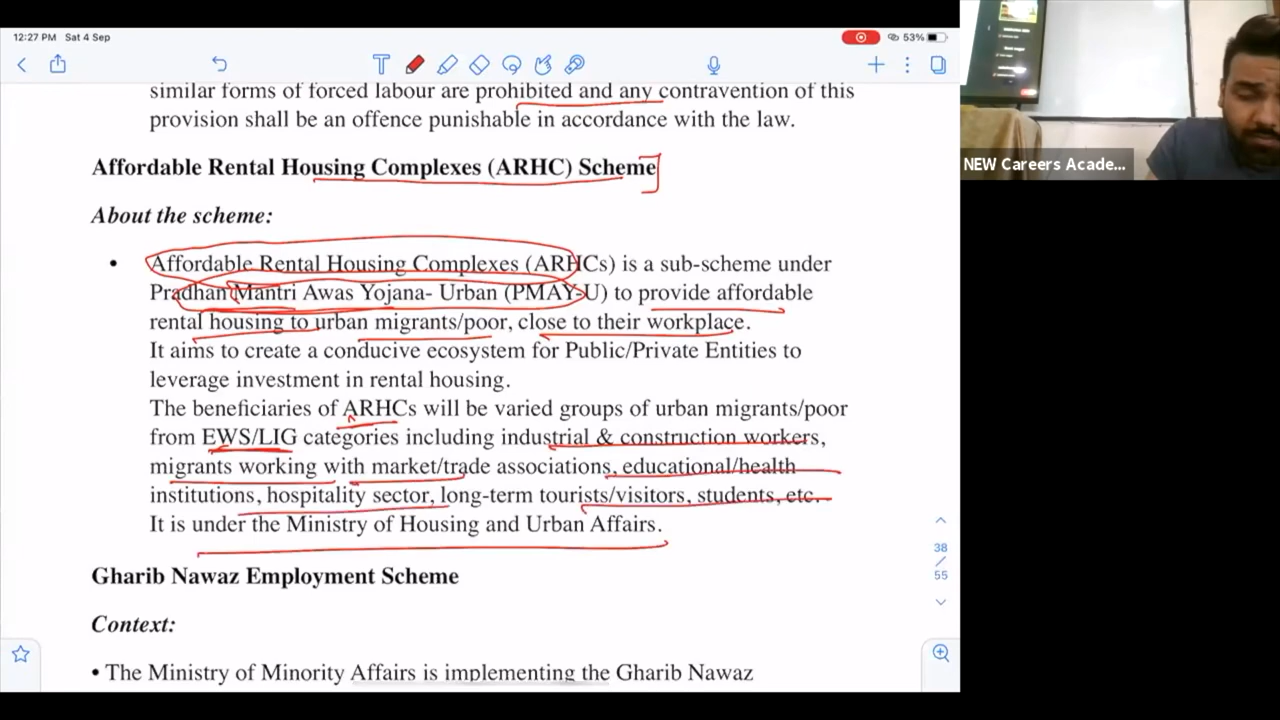 12:27 PM Sat 4 Sep
53%
similar forms of forced labour are prohibited and any contravention of this
provision shall be an offence punishable in accordance with the law.
Affordable Rental Housing Complexes (ARHC) Scheme
About the scheme:
• Affordable Rental Housing Complexes (ARHCs) is a sub-scheme under
Pradhan Mantri Awas Yojana- Urban (PMAY-U) to provide affordable
rental housing to urban migrants/poor, close to their workplace.
It aims to create a conducive ecosystem for Public/Private Entities to
leverage investment in rental housing.
The beneficiaries of ARHCs will be varied groups of urban migrants/poor
from EWS/LIG categories including industrial & construction workers,
migrants working with market/trade associations, educational/health
institutions, hospitality sector, long-term tourists/visitors, students, etc.
It is under the Ministry of Housing and Urban Affairs.
Gharib Nawaz Employment Scheme
Context:
• The Ministry of Minority Affairs is implementing the Gharib Nawaz
38
/
55
NEW Careers Acade...